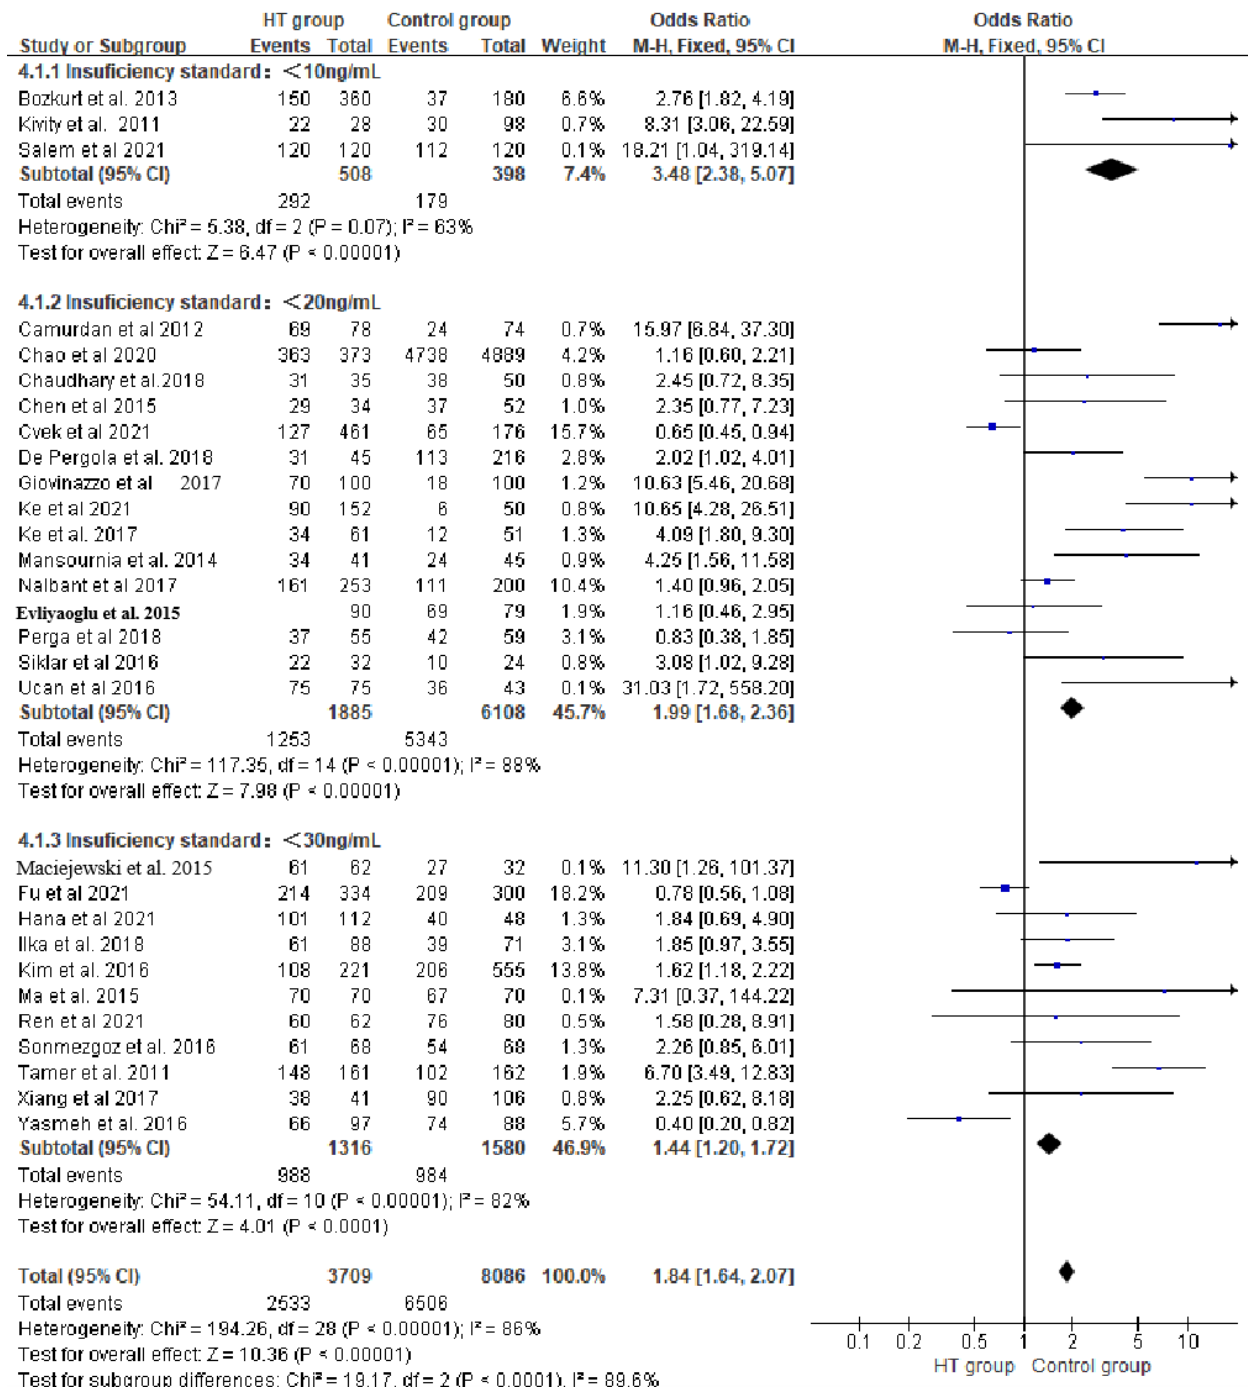 HT group Control group Odds Ratio Odds Ratio
Study or Subgroup Events Total Events Total Weight M-H, Fixed, 95% CI M-H, Fixed, 95% CI
4.1.1 Insuficiency standard: <10ng/mL
Bozkurt et al. 2013 150 360 37 180 6.6% 2.76 [1.82, 4.19]
Kivity et al. 2011 22 28 30 98 0.7% 8.31 [3.06, 22.59]
Salem et al 2021 120 120 112 120 0.1% 18.21 [1.04, 319.14]
Subtotal (95% CI) 508 398 7.4% 3.48 [2.38, 5.07]
Total events 292 179
Heterogeneity: Chi² = 5.38, df = 2 (P = 0.07); I² = 63%
Test for overall effect: Z = 6.47 (P < 0.00001)
4.1.2 Insuficiency standard: <20ng/mL
Camurdan et al 2012 69 78 24 74 0.7% 15.97 [6.84, 37.30]
Chao et al 2020 363 373 4738 4889 4.2% 1.16 [0.60, 2.21]
Chaudhary et al.2018 31 35 38 50 0.8% 2.45 [0.72, 8.35]
Chen et al 2015 29 34 37 52 1.0% 2.35 [0.77, 7.23]
Cvek et al 2021 127 461 65 176 15.7% 0.65 [0.45, 0.94]
De Pergola et al. 2018 31 45 113 216 2.8% 2.02 [1.02, 4.01]
Giovinazzo et al 2017 70 100 18 100 1.2% 10.63 [5.46, 20.68]
Ke et al 2021 90 152 6 50 0.8% 10.65 [4.28, 26.51]
Ke et al. 2017 34 61 12 51 1.3% 4.09 [1.80, 9.30]
Mansournia et al. 2014 34 41 24 45 0.9% 4.25 [1.56, 11.58]
Nalbant et al 2017 161 253 111 200 10.4% 1.40 [0.96, 2.05]
Evliyaoglu et al. 2015 90 69 79 1.9% 1.16 [0.46, 2.95]
Perga et al 2018 37 55 42 59 3.1% 0.83 [0.38, 1.85]
Siklar et al 2016 22 32 10 24 0.8% 3.08 [1.02, 9.28]
Ucan et al 2016 75 75 36 43 0.1% 31.03 [1.72, 558.20]
Subtotal (95% CI) 1885 6108 45.7% 1.99 [1.68, 2.36]
Total events 1253 5343
Heterogeneity: Chi² = 117.35, df = 14 (P < 0.00001); I² = 88%
Test for overall effect: Z = 7.98 (P < 0.00001)
4.1.3 Insuficiency standard: <30ng/mL
Maciejewski et al. 2015 61 62 27 32 0.1% 11.30 [1.26, 101.37]
Fu et al 2021 214 334 209 300 18.2% 0.78 [0.56, 1.08]
Hana et al 2021 101 112 40 48 1.3% 1.84 [0.69, 4.90]
Ilka et al. 2018 61 88 39 71 3.1% 1.85 [0.97, 3.55]
Kim et al. 2016 108 221 206 555 13.8% 1.62 [1.18, 2.22]
Ma et al. 2015 70 70 67 70 0.1% 7.31 [0.37, 144.22]
Ren et al 2021 60 62 76 80 0.5% 1.58 [0.28, 8.91]
Sonmezgoz et al. 2016 61 68 54 68 1.3% 2.26 [0.85, 6.01]
Tamer et al. 2011 148 161 102 162 1.9% 6.70 [3.49, 12.83]
Xiang et al 2017 38 41 90 106 0.8% 2.25 [0.62, 8.18]
Yasmeh et al. 2016 66 97 74 88 5.7% 0.40 [0.20, 0.82]
Subtotal (95% CI) 1316 1580 46.9% 1.44 [1.20, 1.72]
Total events 988 984
Heterogeneity: Chi² = 54.11, df = 10 (P < 0.00001); I² = 82%
Test for overall effect: Z = 4.01 (P < 0.0001)
Total (95% CI) 3709 8086 100.0% 1.84 [1.64, 2.07]
Total events 2533 6506
Heterogeneity: Chi² = 194.26, df = 28 (P < 0.00001); I² = 86%
Test for overall effect: Z = 10.36 (P < 0.00001)
Test for subgroup differences: Chi² = 19.17, df = 2 (P < 0.0001), I² = 89.6%
0.1 0.2 0.5 1 2 5 10
HT group Control group